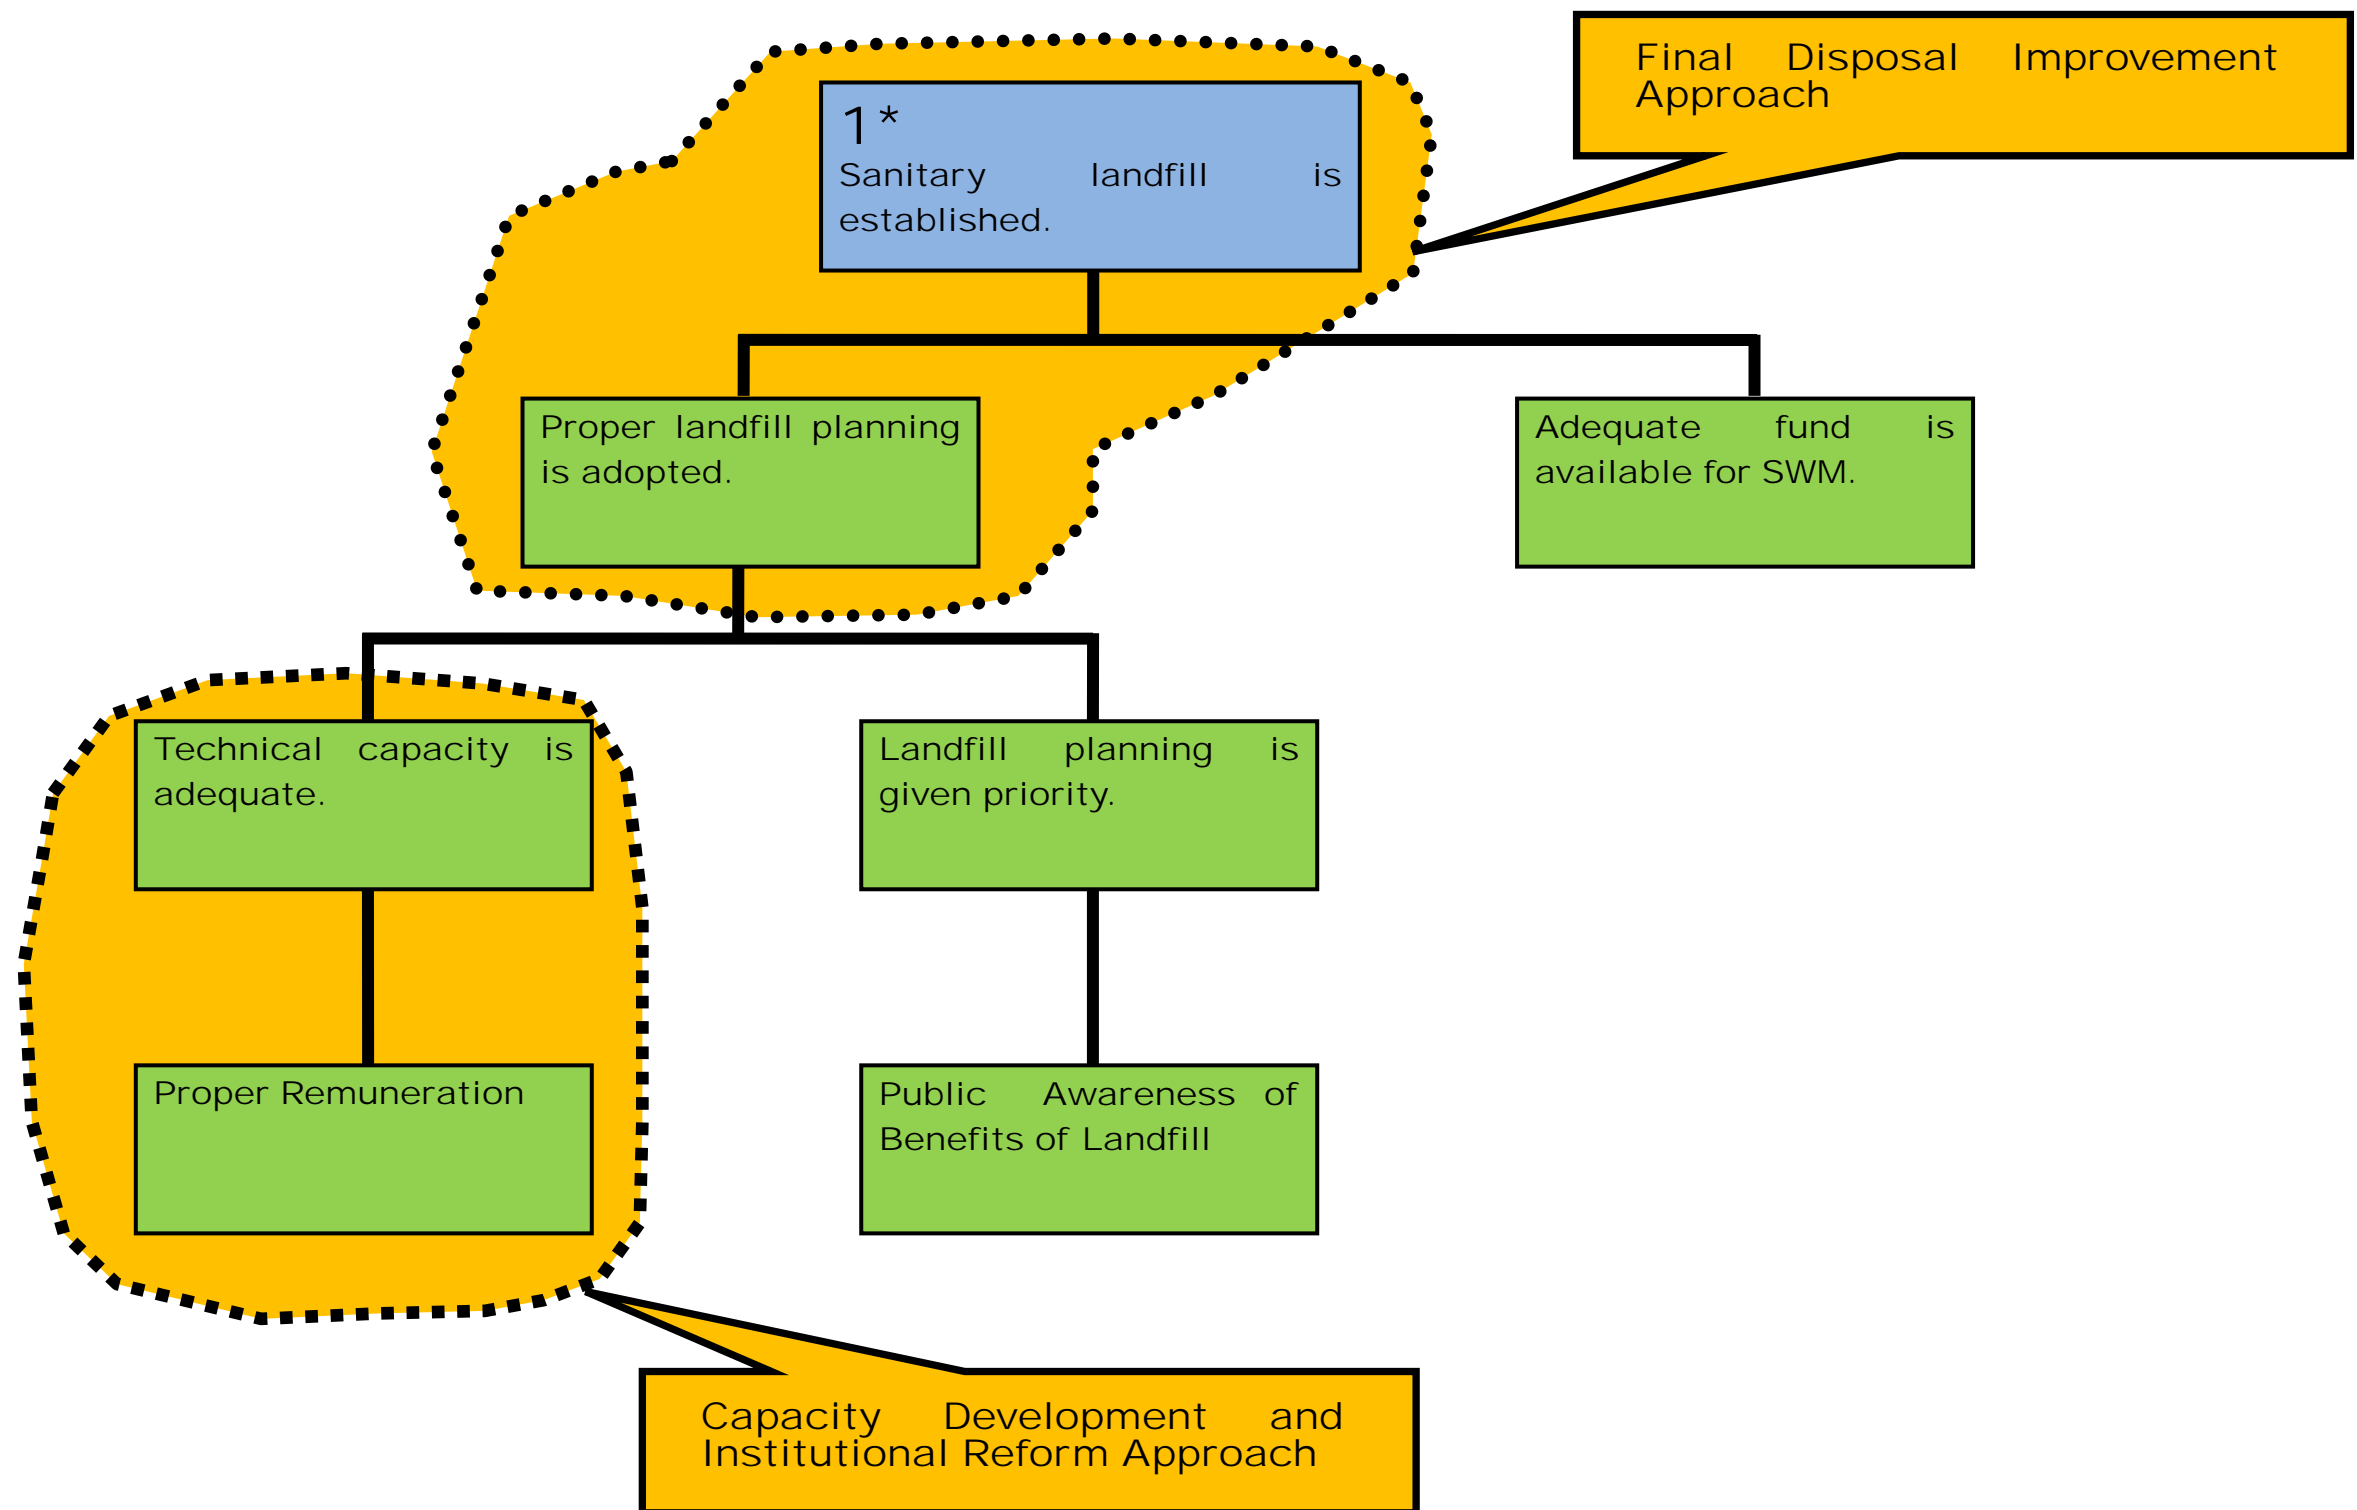 Final Disposal Improvement
Approach
1*
Sanitary landfill is
established.
Proper landfill planning
is adopted.
Adequate fund is
available for SWM.
Technical capacity is
adequate.
Landfill planning is
given priority.
Proper Remuneration
Public Awareness of
Benefits of Landfill
Capacity Development and
Institutional Reform Approach